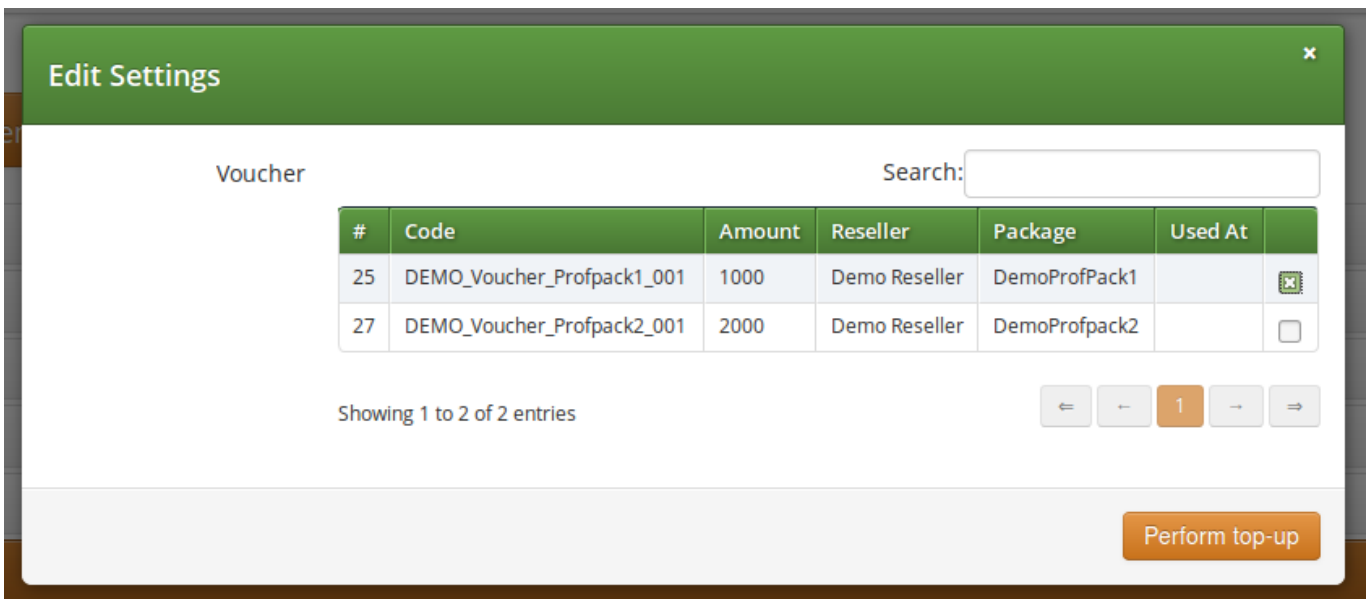 Edit Settings
×
er
Voucher
Search:
# Code Amount Reseller Package Used At
25 DEMO_Voucher_Profpack1_001 1000 Demo Reseller DemoProfPack1
27 DEMO_Voucher_Profpack2_001 2000 Demo Reseller DemoProfpack2
Showing 1 to 2 of 2 entries
⇐ ← 1 → ⇒
Perform top-up